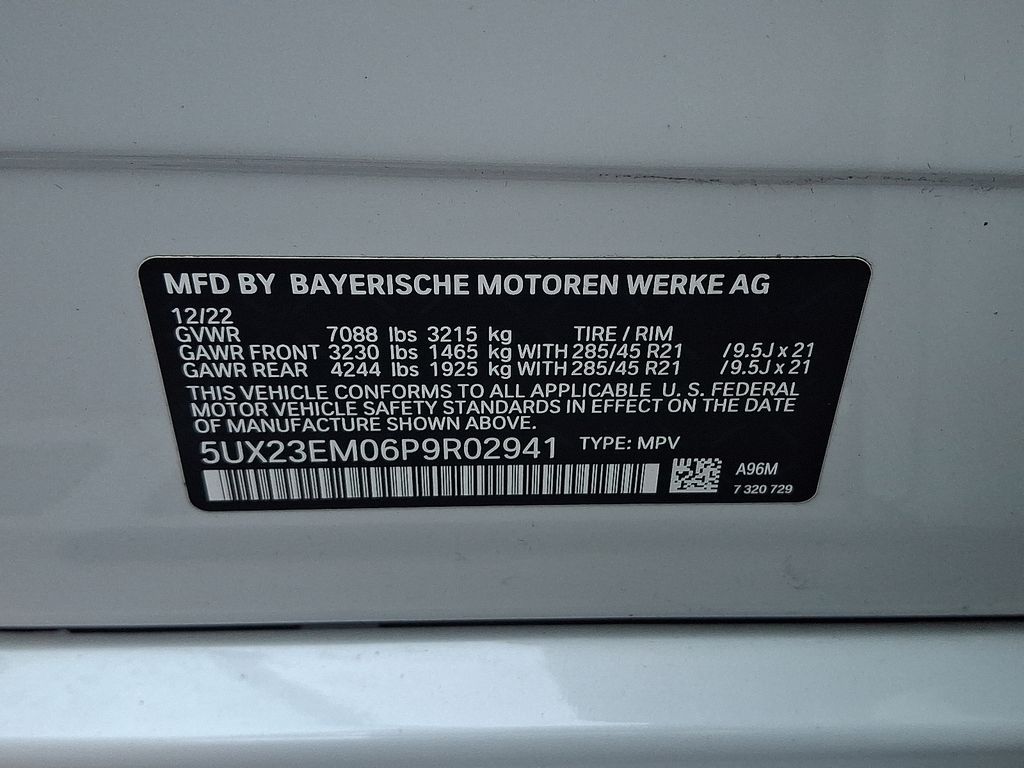 MFD BY BAYERISCHE MOTOREN WERKE AG
12/22
GVWR 7088 lbs 3215 kg TIRE / RIM
GAWR FRONT 3230 lbs 1465 kg WITH 285/45 R21 / 9.5J x 21
GAWR REAR 4244 lbs 1925 kg WITH 285/45 R21 / 9.5J x 21
THIS VEHICLE CONFORMS TO ALL APPLICABLE U. S. FEDERAL
MOTOR VEHICLE SAFETY STANDARDS IN EFFECT ON THE DATE
OF MANUFACTURE SHOWN ABOVE.
5UX23EM06P9R02941 TYPE: MPV
A96M
7 320 729